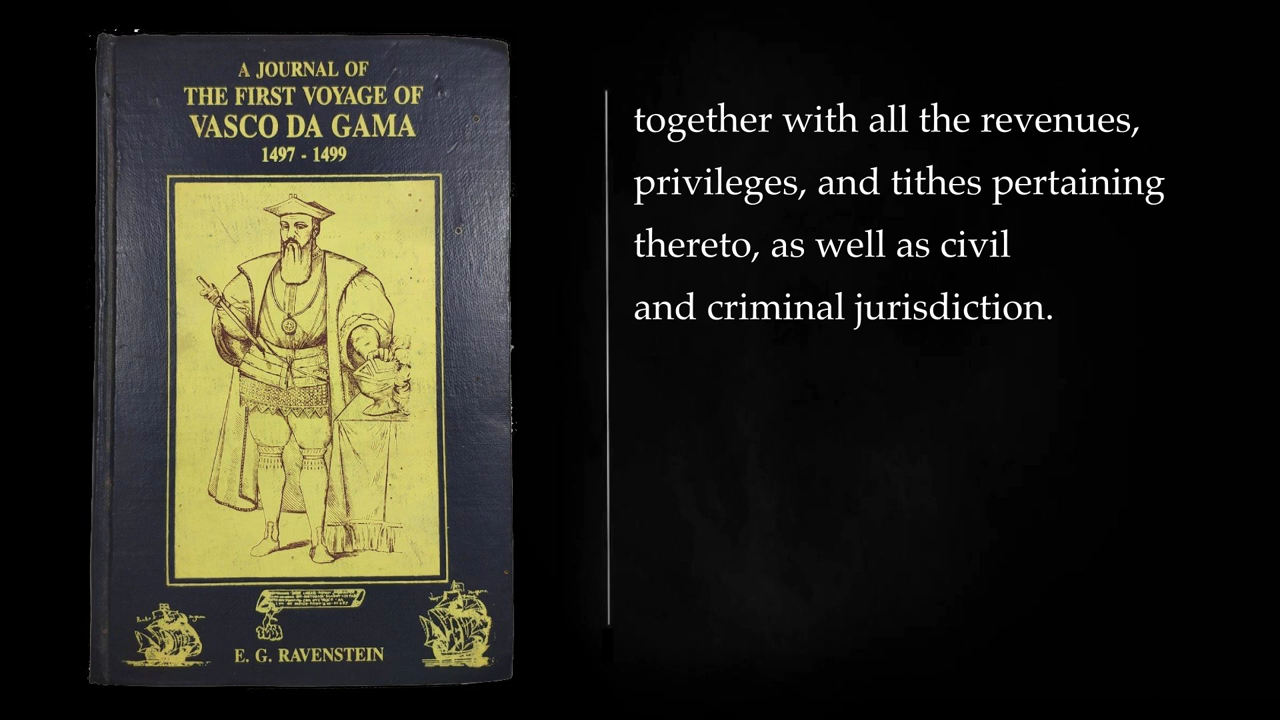 A JOURNAL OF
THE FIRST VOYAGE OF
VASCO DA GAMA
1497 - 1499
E. G. RAVENSTEIN
together with all the revenues,
privileges, and tithes pertaining
thereto, as well as civil
and criminal jurisdiction.